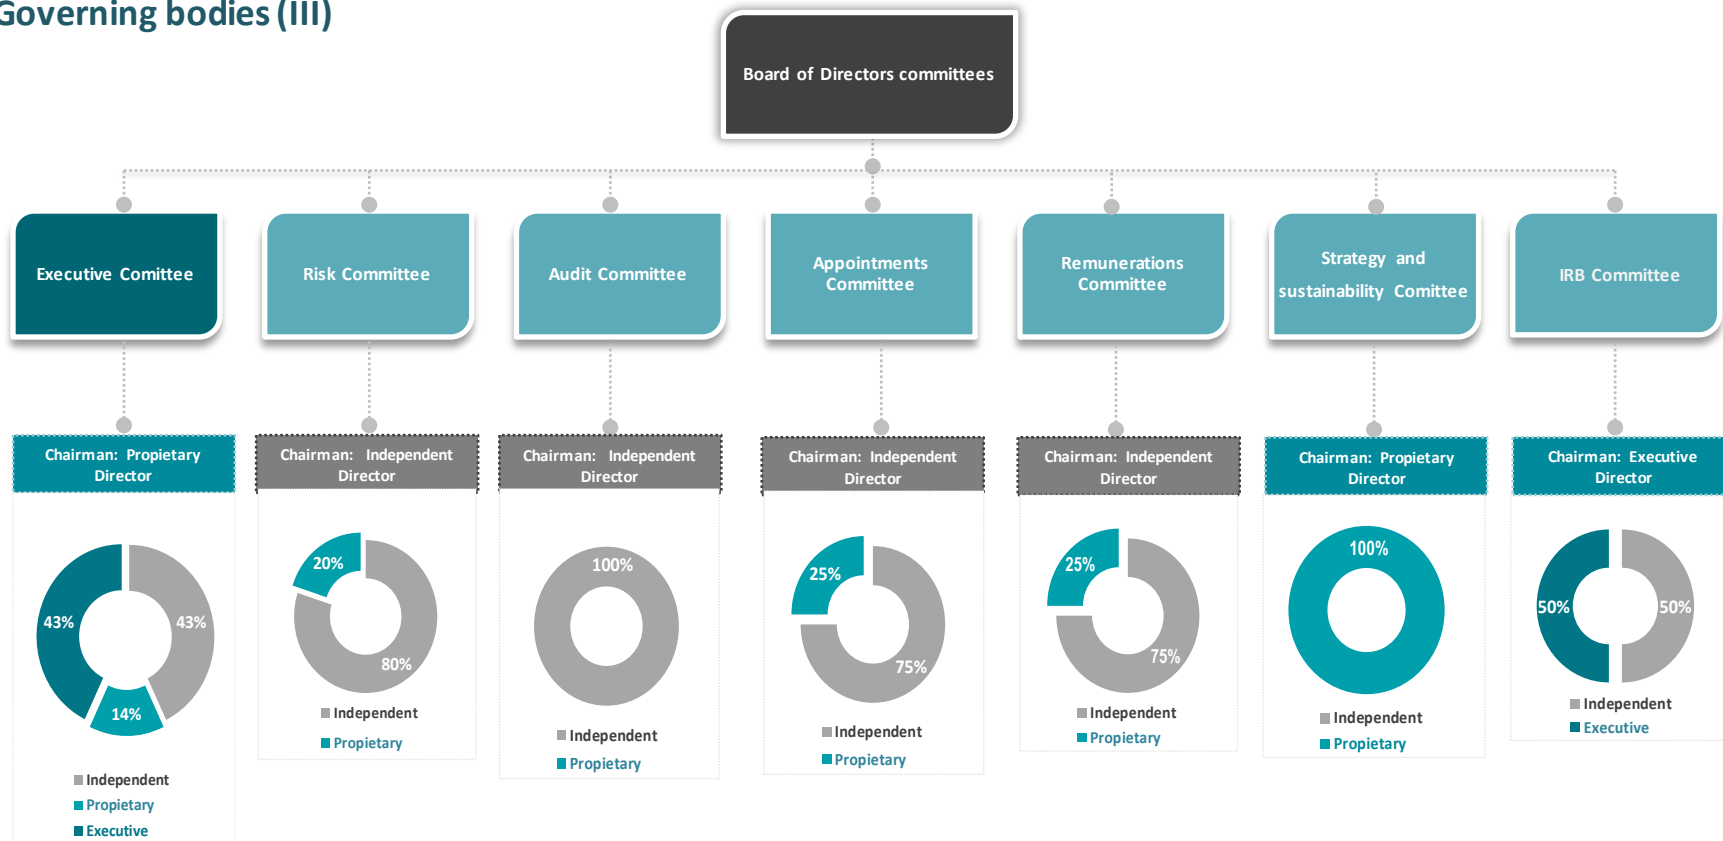 Governing bodies (III)
Board of Directors committees
Executive Comittee
Risk Committee
Audit Committee
Appointments
Committee
Remunerations
Committee
Strategy and
sustainability Comittee
IRB Committee
Chairman: Propietary
Director
Chairman: Independent
Director
Chairman: Independent
Director
Chairman: Independent
Director
Chairman: Independent
Director
Chairman: Propietary
Director
Chairman: Executive
Director
43%
43%
14%
Independent
Propietary
Executive
20%
80%
Independent
Propietary
100%
Independent
Propietary
25%
75%
Independent
Propietary
25%
75%
Independent
Propietary
100%
Independent
Propietary
50%
50%
Independent
Executive